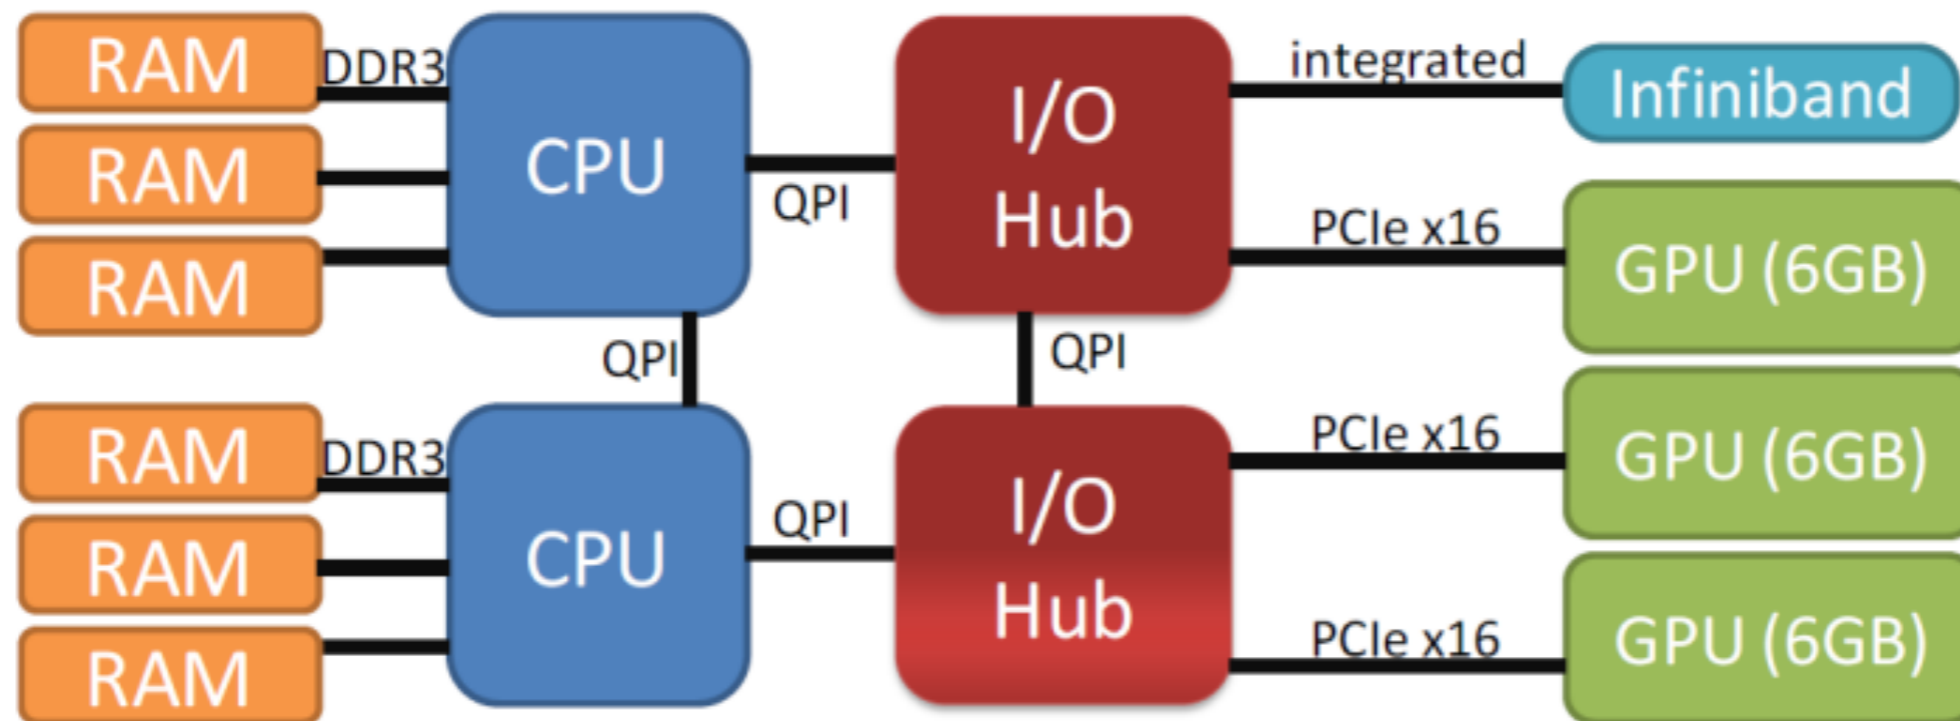 RAM
DDR3
RAM
RAM
CPU
QPI
I/O
Hub
integrated
Infiniband
PCIe x16
GPU (6GB)
QPI
QPI
RAM
DDR3
RAM
RAM
CPU
QPI
I/O
Hub
PCIe x16
GPU (6GB)
PCIe x16
GPU (6GB)